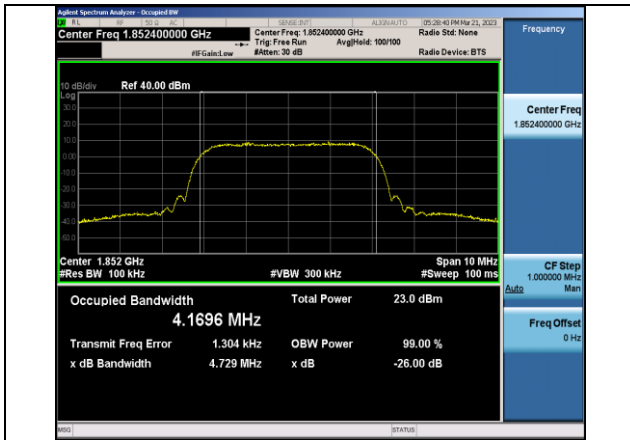 Agilent Spectrum Analyzer - Occupied BW
RL RF 50 Ω AC SENSE:INT ALIGN AUTO 05:28:40 PM Mar 21, 2023
Center Freq 1.852400000 GHz
Center Freq: 1.852400000 GHz
Radio Std: None
Trig: Free Run Avg|Hold: 100/100
#IFGain:Low #Atten: 30 dB Radio Device: BTS
Frequency
10 dB/div Ref 40.00 dBm
Log
30.0
20.0
10.0
0.00
-10.0
-20.0
-30.0
-40.0
-50.0
Center 1.852 GHz Span 10 MHz
#Res BW 100 kHz #VBW 300 kHz #Sweep 100 ms
Occupied Bandwidth Total Power 23.0 dBm
4.1696 MHz
Transmit Freq Error 1.304 kHz OBW Power 99.00 %
x dB Bandwidth 4.729 MHz x dB -26.00 dB
Center Freq
1.852400000 GHz
CF Step
1.000000 MHz
Auto Man
Freq Offset
0 Hz
MSG STATUS